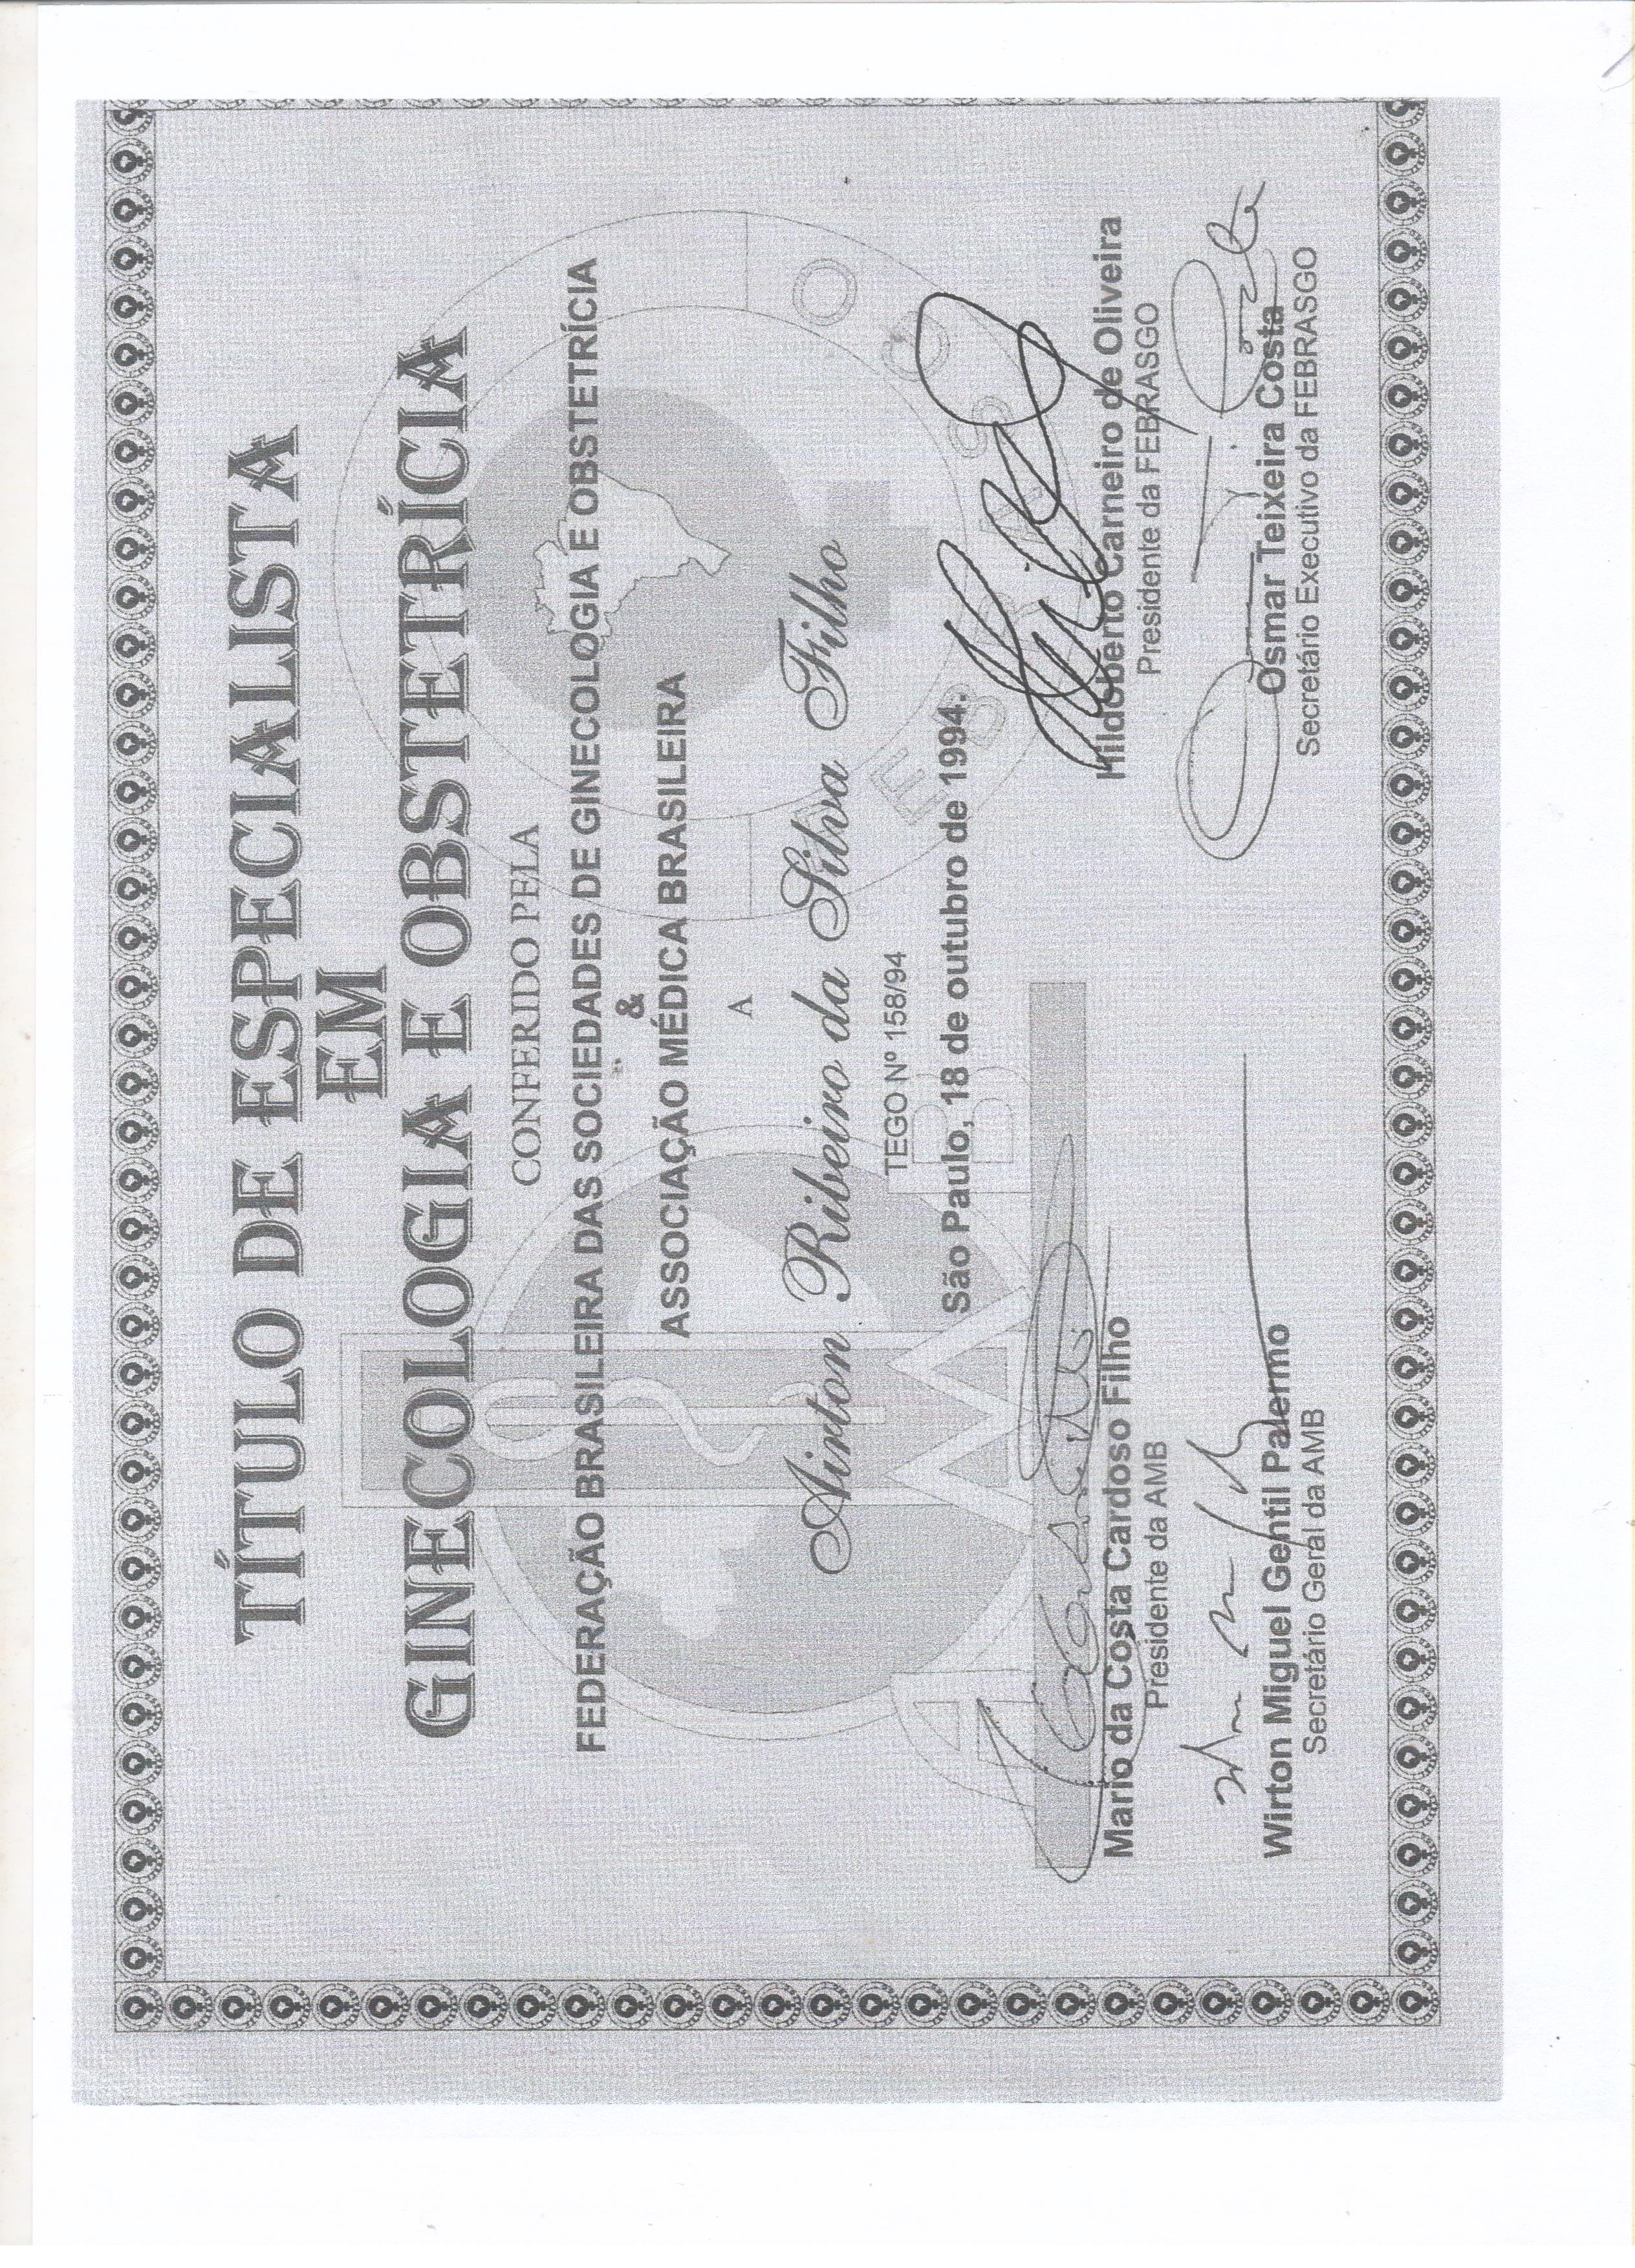 TÍTULO DE ESPECIALISTA
EM
GINECOLOGIA E OBSTETRÍCIA
CONFERIDO PELA
FEDERAÇÃO BRASILEIRA DAS SOCIEDADES DE GINECOLOGIA E OBSTETRÍCIA
&
ASSOCIAÇÃO MÉDICA BRASILEIRA
A
Airton Ribeiro da Silva Filho
TEGO Nº 158/94
São Paulo, 18 de outubro de 1994.
Mario da Costa Cardoso Filho
Presidente da AMB
Hildoberto Carneiro de Oliveira
Presidente da FEBRASGO
Wirton Miguel Gentil Palermo
Secretário Geral da AMB
Osmar Teixeira Costa
Secretário Executivo da FEBRASGO